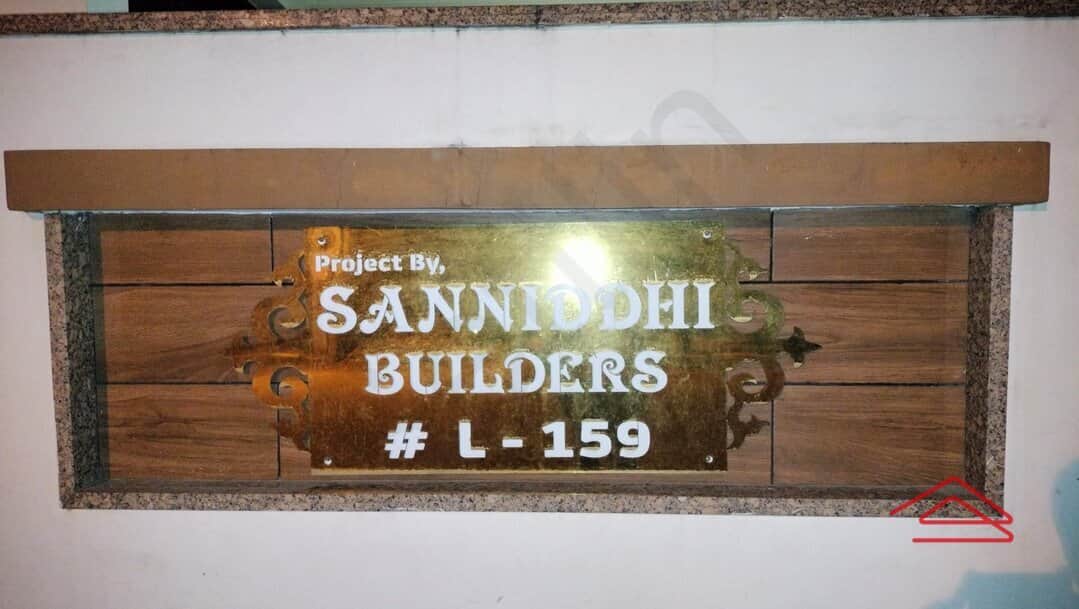 Project By,
SANNIDDHI
BUILDERS
# L - 159